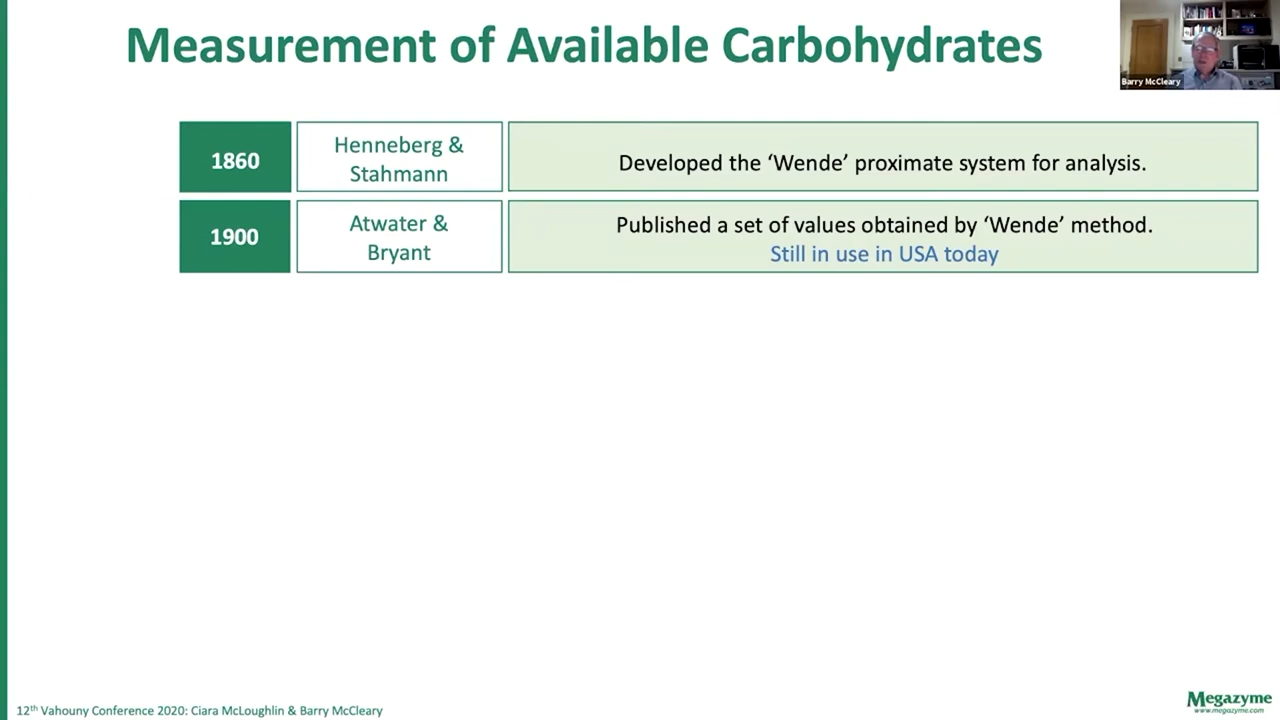 Measurement of Available Carbohydrates
Barry McCleary
1860
Henneberg &
Stahmann
Developed the ‘Wende’ proximate system for analysis.
1900
Atwater &
Bryant
Published a set of values obtained by ‘Wende’ method.
Still in use in USA today
12th Vahouny Conference 2020: Ciara McLoughlin & Barry McCleary
Megazyme
www.megazyme.com